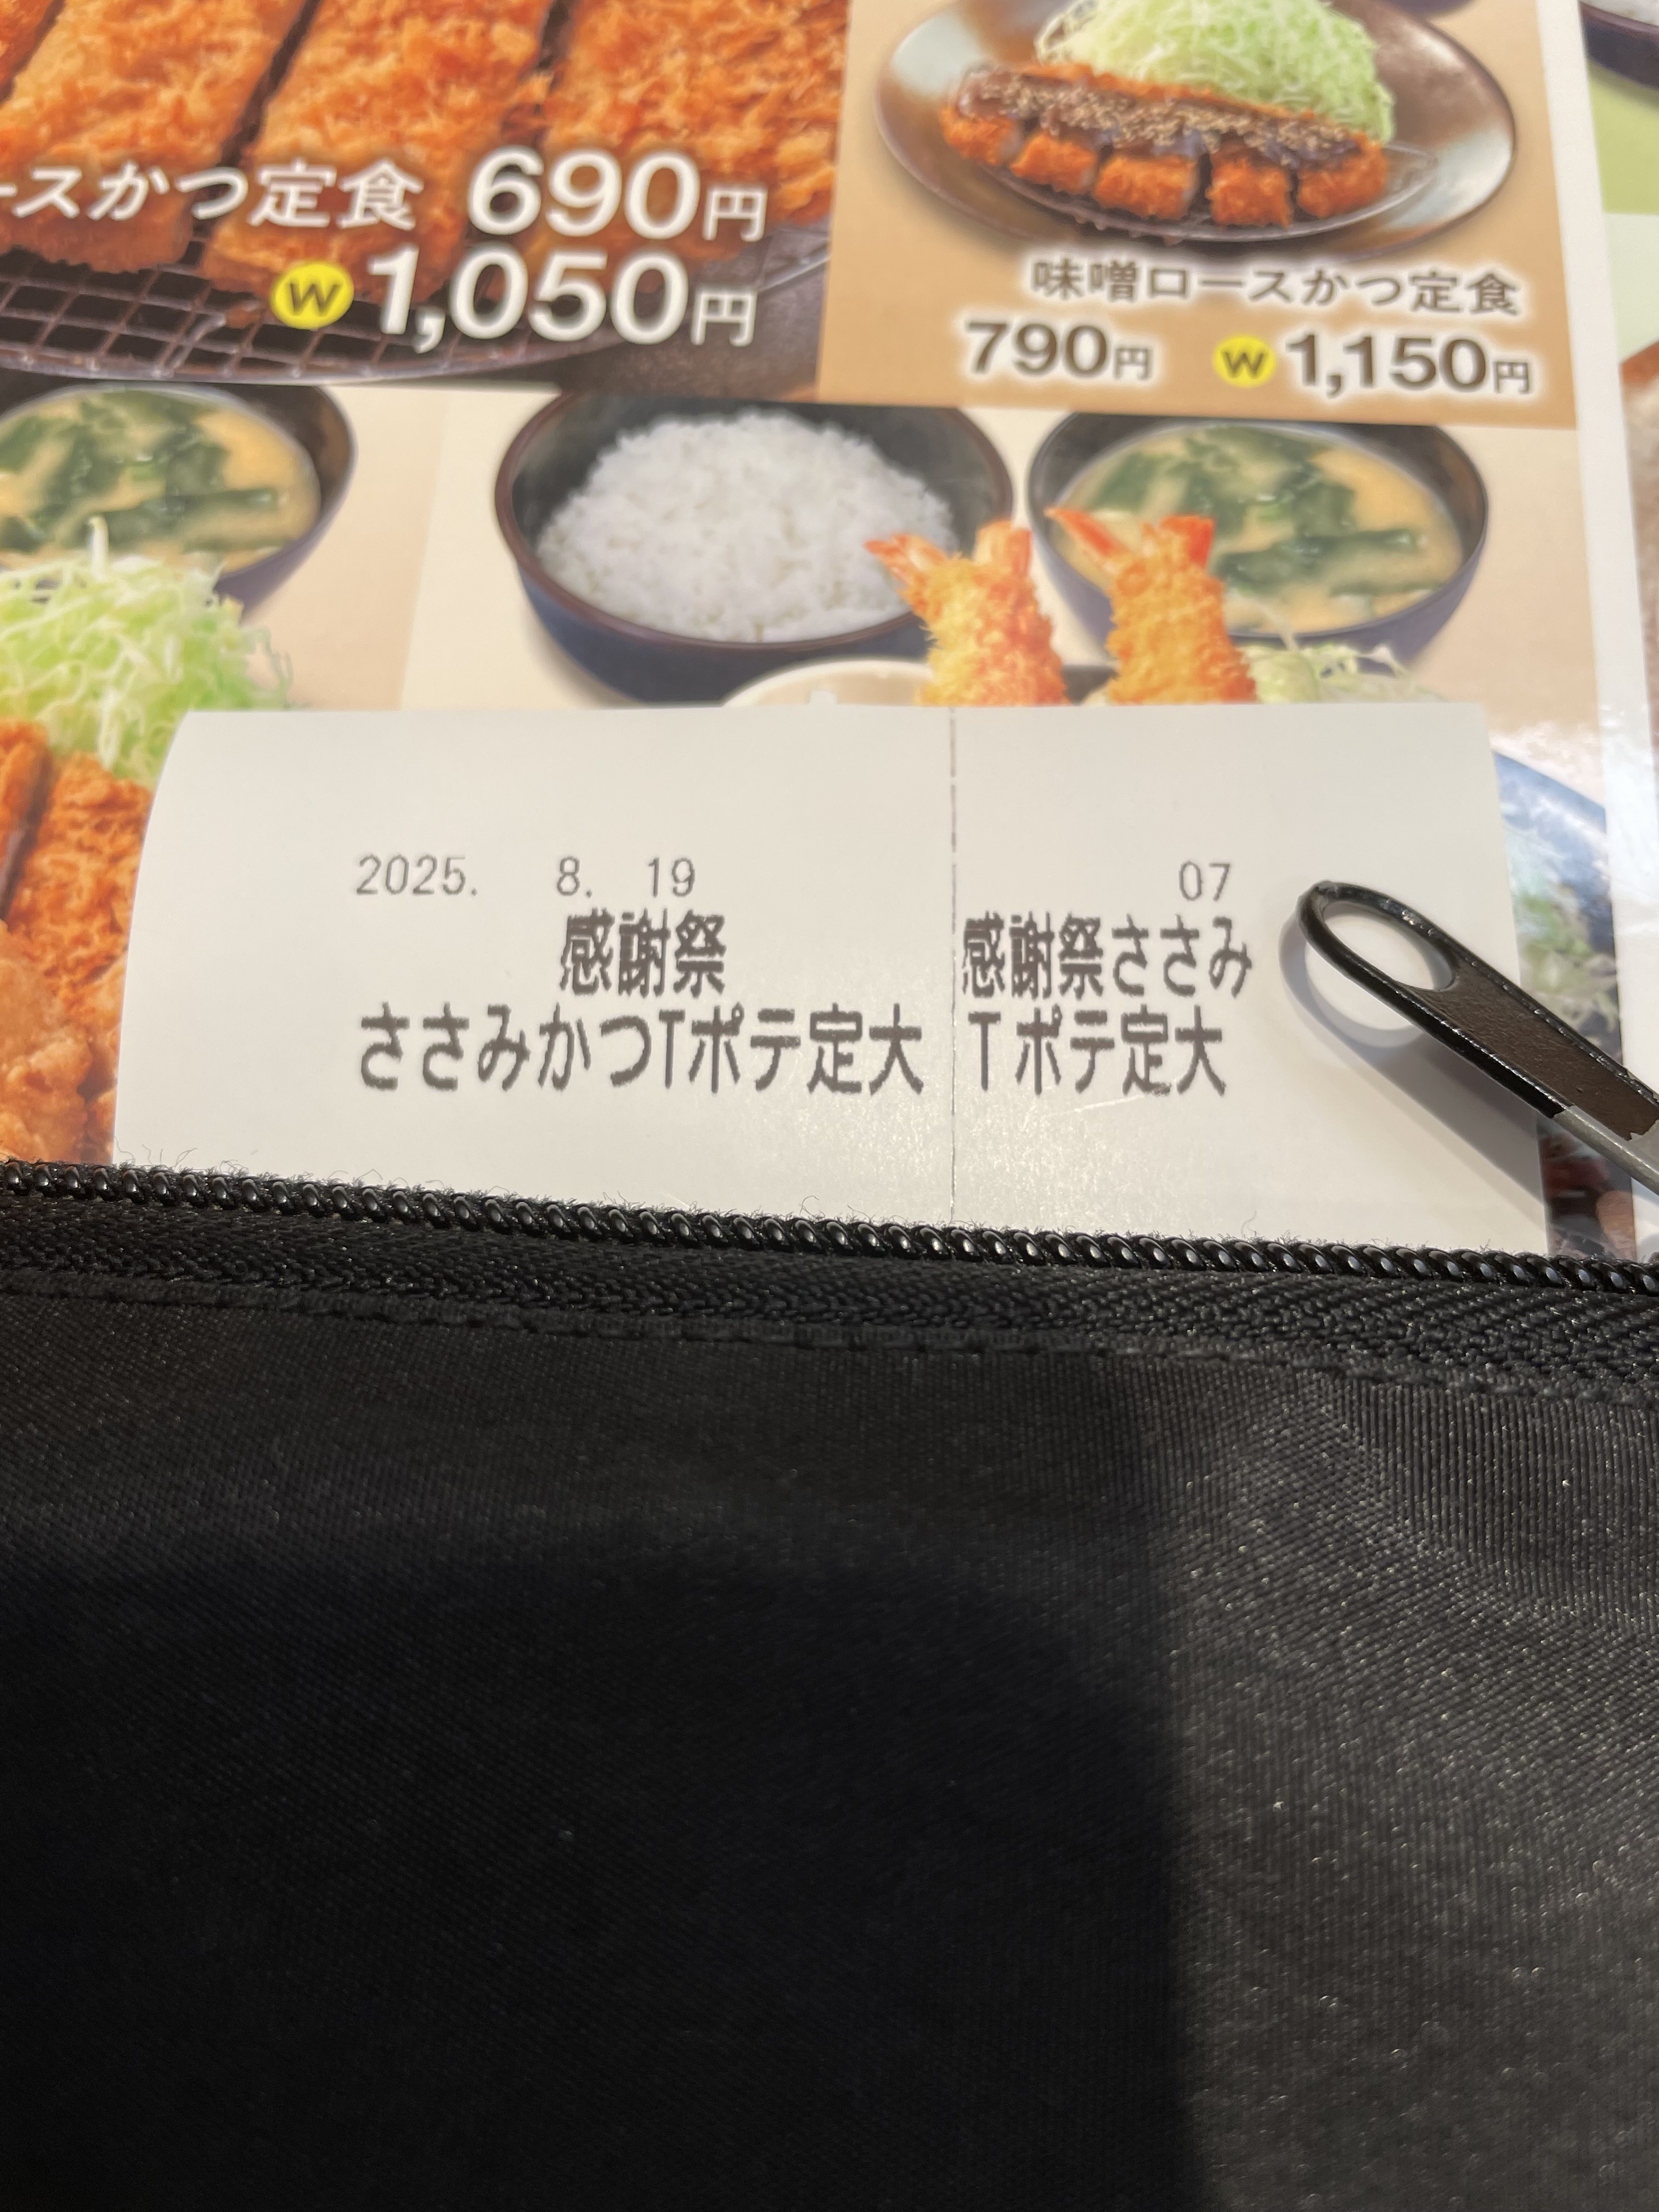 ースかつ定食 690円
W 1,050円
味噌ロースかつ定食
790円 W 1,150円
2025. 8. 19
感謝祭
ささみかつTポテ定大
07
感謝祭ささみ
Tポテ定大